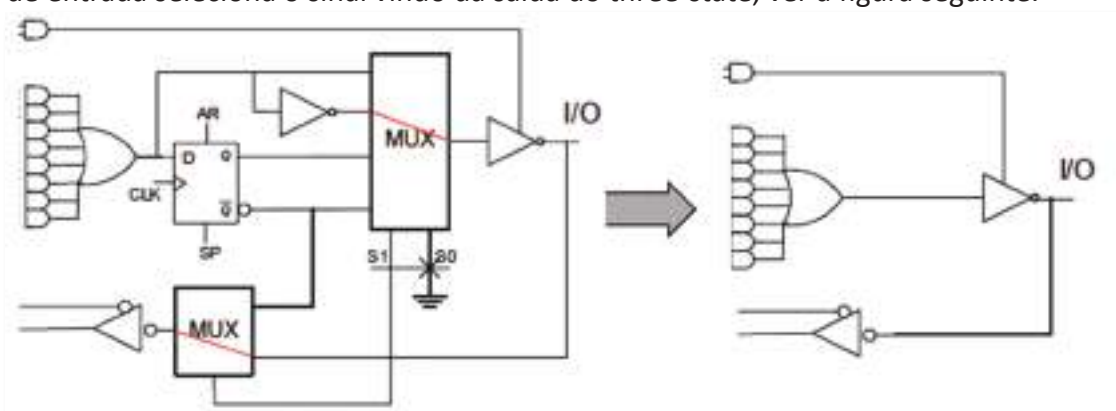 de entrada seleciona o sinal vindo da saída do three-state, ver a figura seguinte:
I/O
AR
MUX
D Q
CLK
Q
SP
S1 S0
MUX
I/O